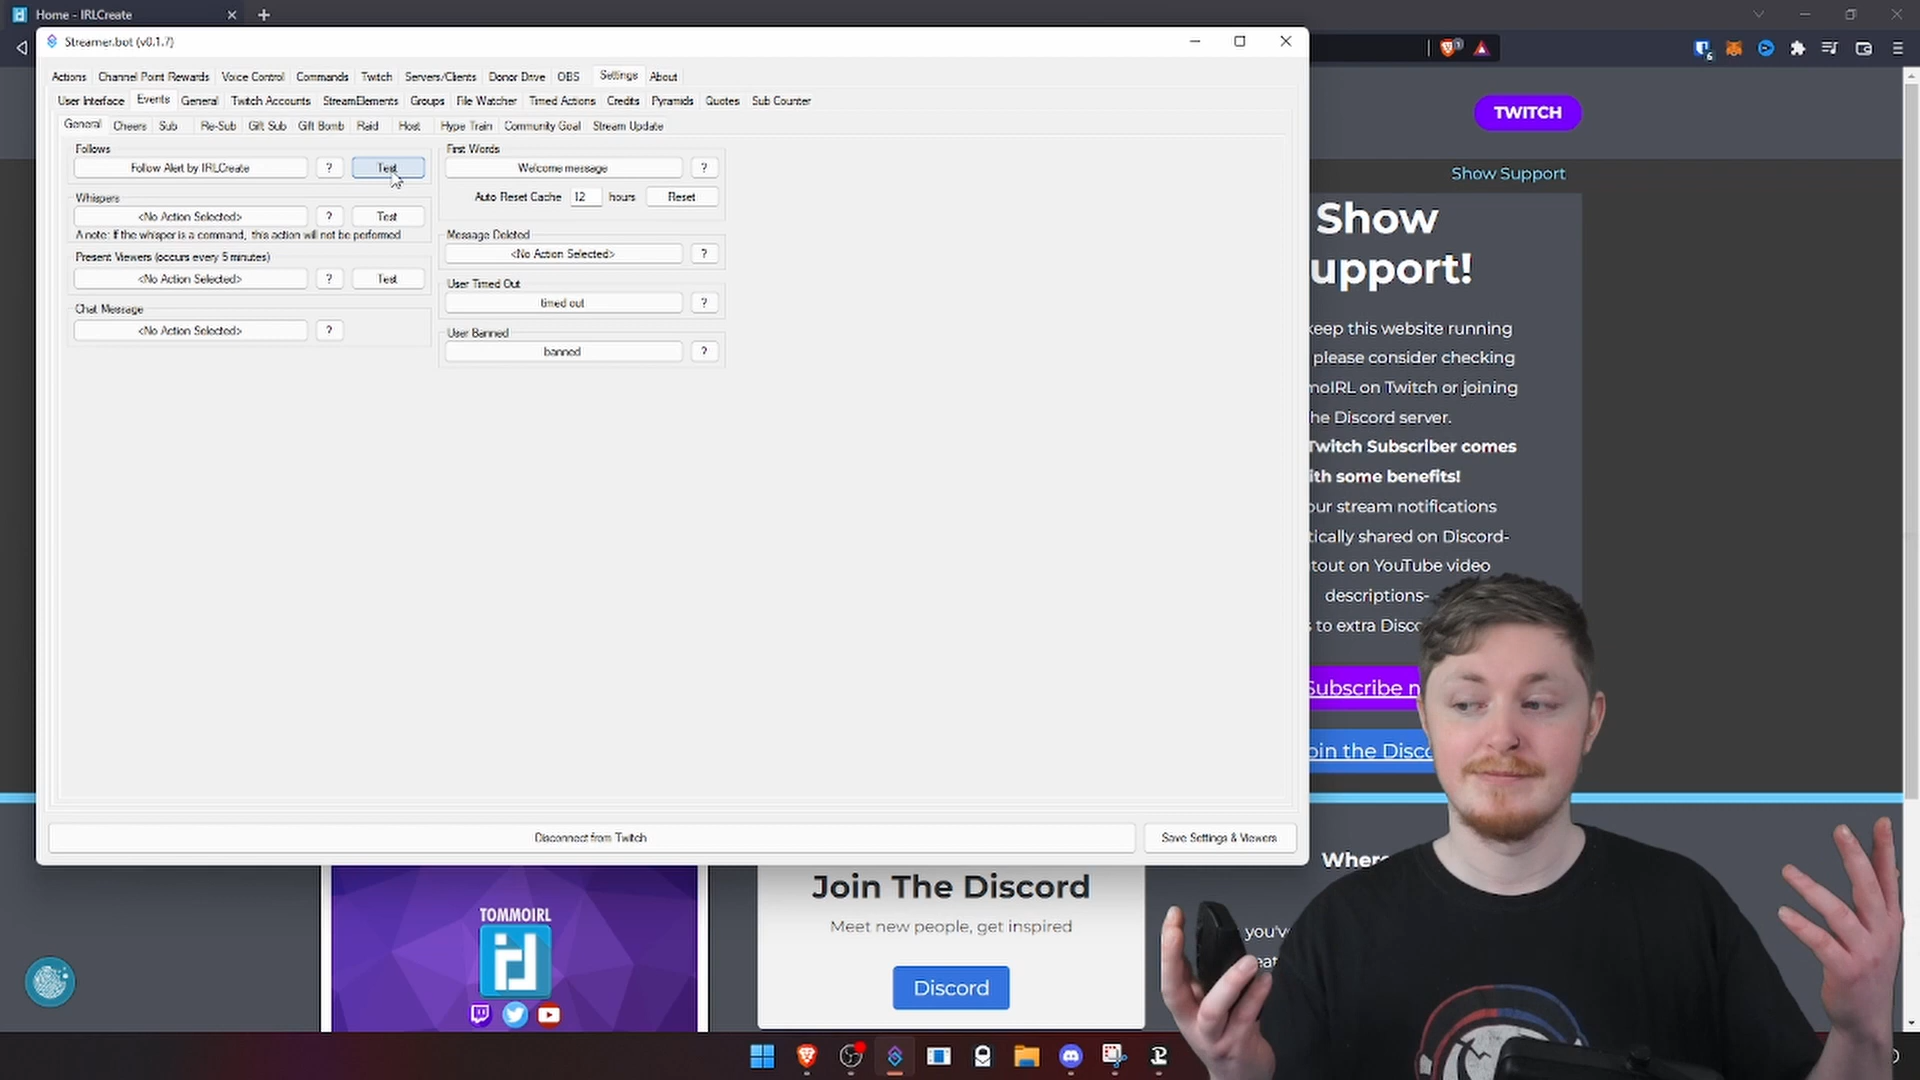 Home - IRLCreate
Streamer.bot (v0.1.7)
Actions Channel Point Rewards Voice Control Commands Twitch Servers/Clients Donor Drive OBS Settings About
User Interface Events General Twitch Accounts StreamElements Groups File Watcher Timed Actions Credits Pyramids Quotes Sub Counter
General Cheers Sub Re-Sub Gift Sub Gift Bomb Raid Host Hype Train Community Goal Stream Update
Follows
Follow Alert by IRLCreate ? Test
Whispers
<No Action Selected> ? Test
A note: If the whisper is a command, this action will not be performed
Present Viewers (occurs every 5 minutes)
<No Action Selected> ? Test
Chat Message
<No Action Selected> ?
First Words
Welcome message ?
Auto Reset Cache 12 hours Reset
Message Deleted
<No Action Selected> ?
User Timed Out
timed out ?
User Banned
banned ?
Disconnect from Twitch Save Settings & Viewers
TWITCH
Show Support
Show
upport!
keep this website running
please consider checking
moIRL on Twitch or joining
he Discord server.
Twitch Subscriber comes
ith some benefits!
our stream notifications
tically shared on Discord-
tout on YouTube video
descriptions-
s to extra Disc
Subscribe n
oin the Disco
Where
you've
eat
TOMMOIRL
Join The Discord
Meet new people, get inspired
Discord